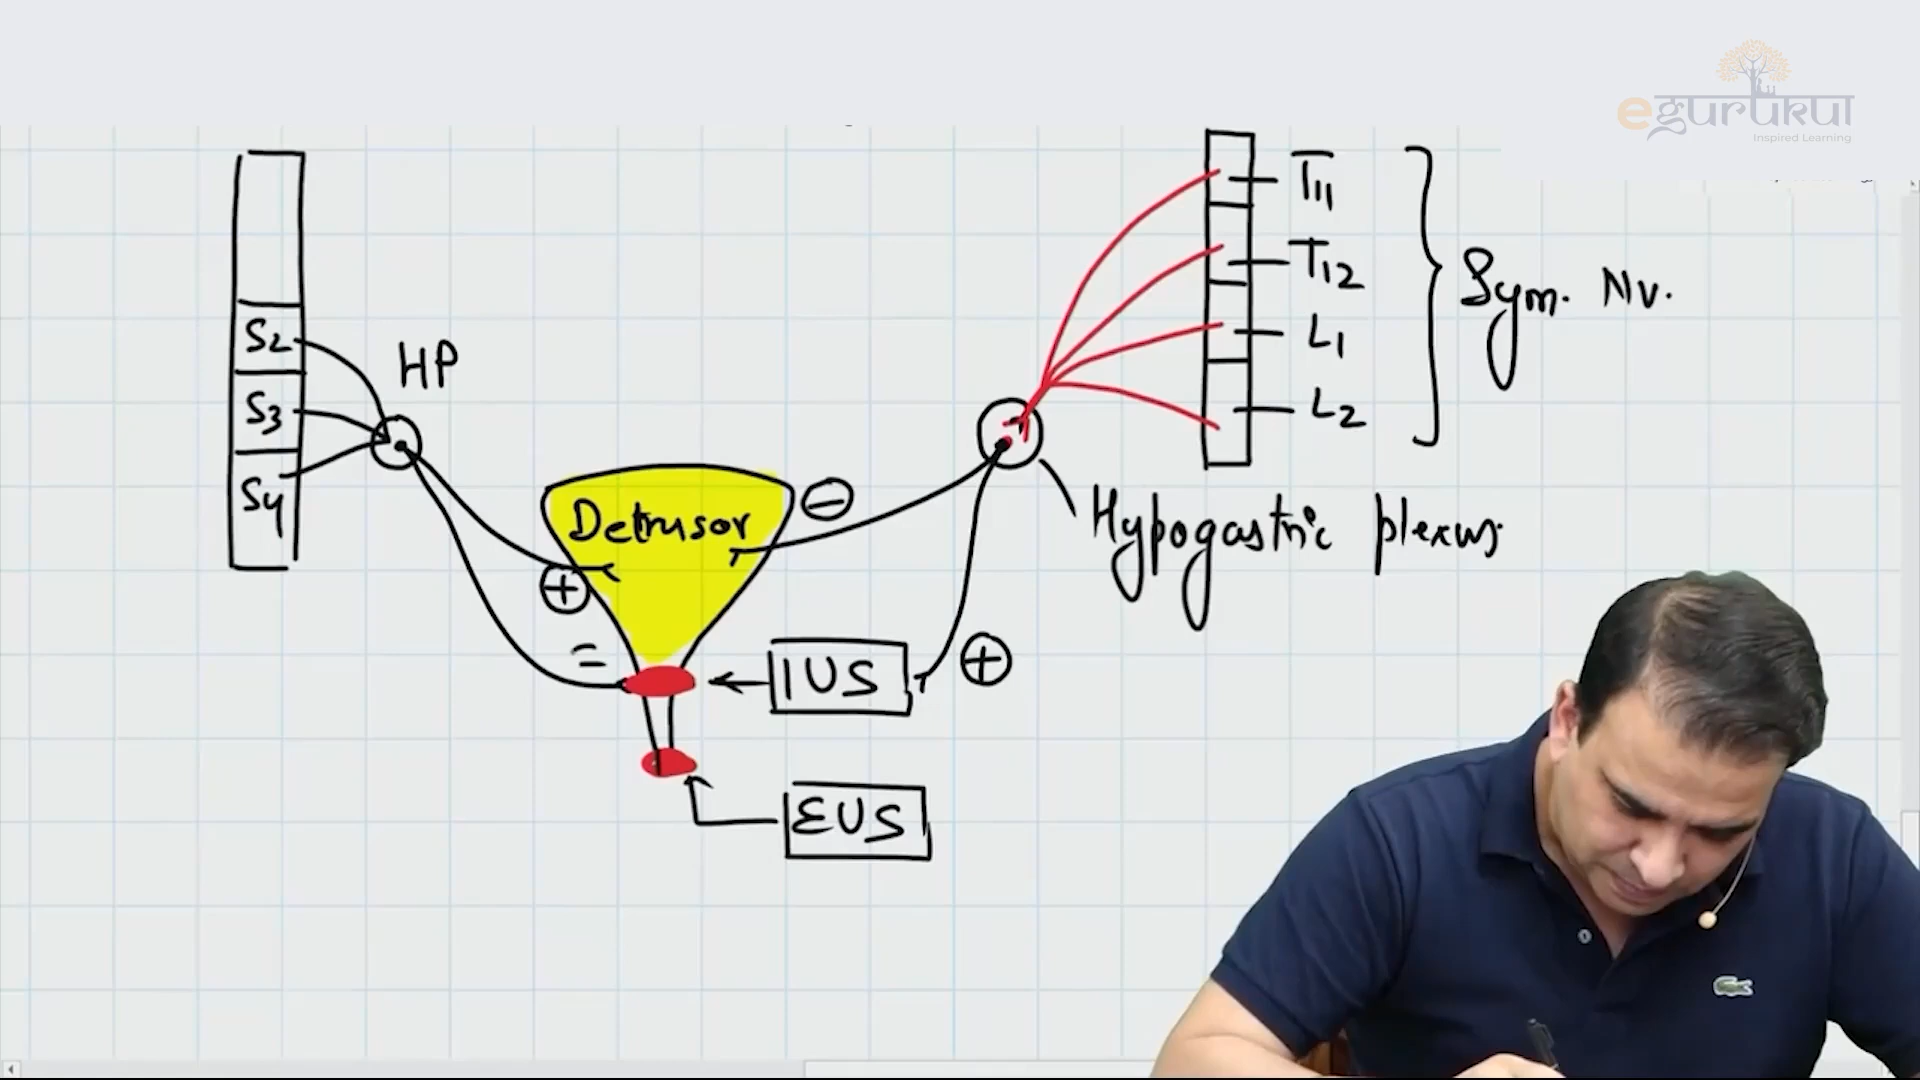 egurukul
Inspired Learning
T11
T12
L1
L2
Sym. Nv.
S2
S3
S4
HP
Detrusor
⊖
Hypogastric plexus
⊕
=
IUS
⊕
EUS